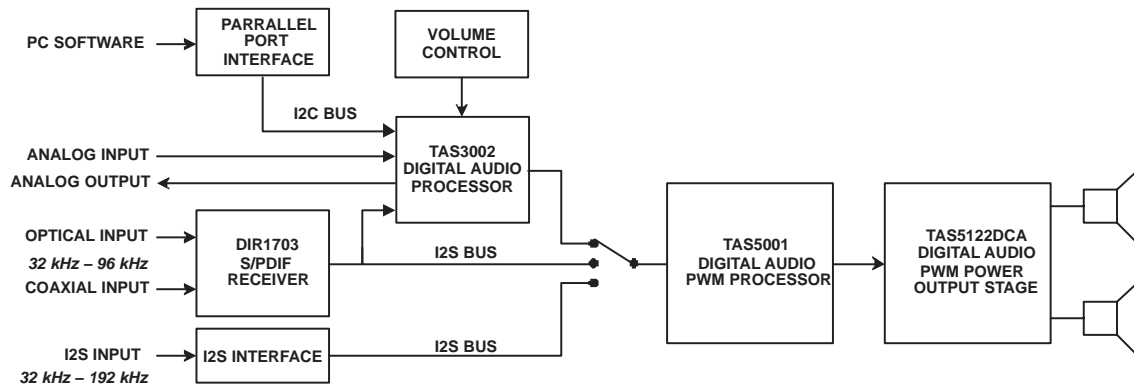 PC SOFTWARE
PARRALLEL
PORT
INTERFACE
VOLUME
CONTROL
I2C BUS
ANALOG INPUT
ANALOG OUTPUT
TAS3002
DIGITAL AUDIO
PROCESSOR
OPTICAL INPUT
32 kHz – 96 kHz
COAXIAL INPUT
DIR1703
S/PDIF
RECEIVER
I2S BUS
TAS5001
DIGITAL AUDIO
PWM PROCESSOR
TAS5122DCA
DIGITAL AUDIO
PWM POWER
OUTPUT STAGE
I2S INPUT
32 kHz – 192 kHz
I2S INTERFACE
I2S BUS